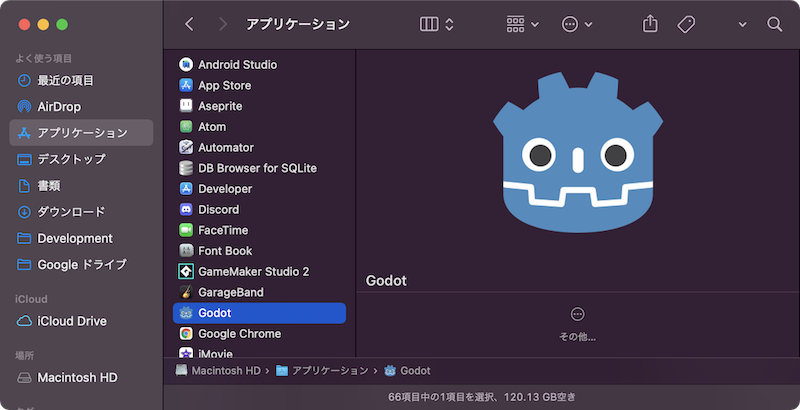 アプリケーション
よく使う項目
最近の項目
AirDrop
アプリケーション
デスクトップ
書類
ダウンロード
Development
Google ドライブ
iCloud
iCloud Drive
場所
Macintosh HD
Android Studio
App Store
Aseprite
Atom
Automator
DB Browser for SQLite
Developer
Discord
FaceTime
Font Book
GameMaker Studio 2
GarageBand
Godot
Google Chrome
iMovie
Godot
その他...
Macintosh HD › アプリケーション › Godot
66項目中の1項目を選択、120.13 GB空き